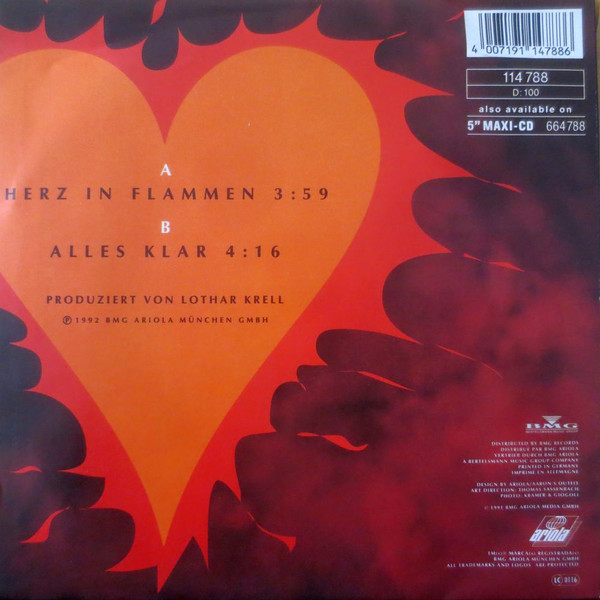 4 007191 147886
114 788
D: 100
also available on
5" MAXI-CD 664788
A
HERZ IN FLAMMEN 3:59
B
ALLES KLAR 4:16
PRODUZIERT VON LOTHAR KRELL
Ⓟ 1992 BMG ARIOLA MÜNCHEN GMBH
BMG
DISTRIBUTED BY BMG RECORDS
DISTRIBUE PAR BMG ARIOLA
VERTRIEB DURCH BMG ARIOLA
A BERTELSMANN MUSIC GROUP COMPANY
PRINTED IN GERMANY
IMPRIMÉ EN ALLEMAGNE
DESIGN BY ARIOLA/
ART DIRECTION: THOMAS SASSENBACH
PHOTO: KRAMER & GIOGOLI
BMG ARIOLA MEDIA GMBH
ariola
MARCA(S) REGISTRADA(S)
BMG ARIOLA MÜNCHEN GMBH
ALL TRADEMARKS AND LOGOS ARE PROTECTED
LC 0116